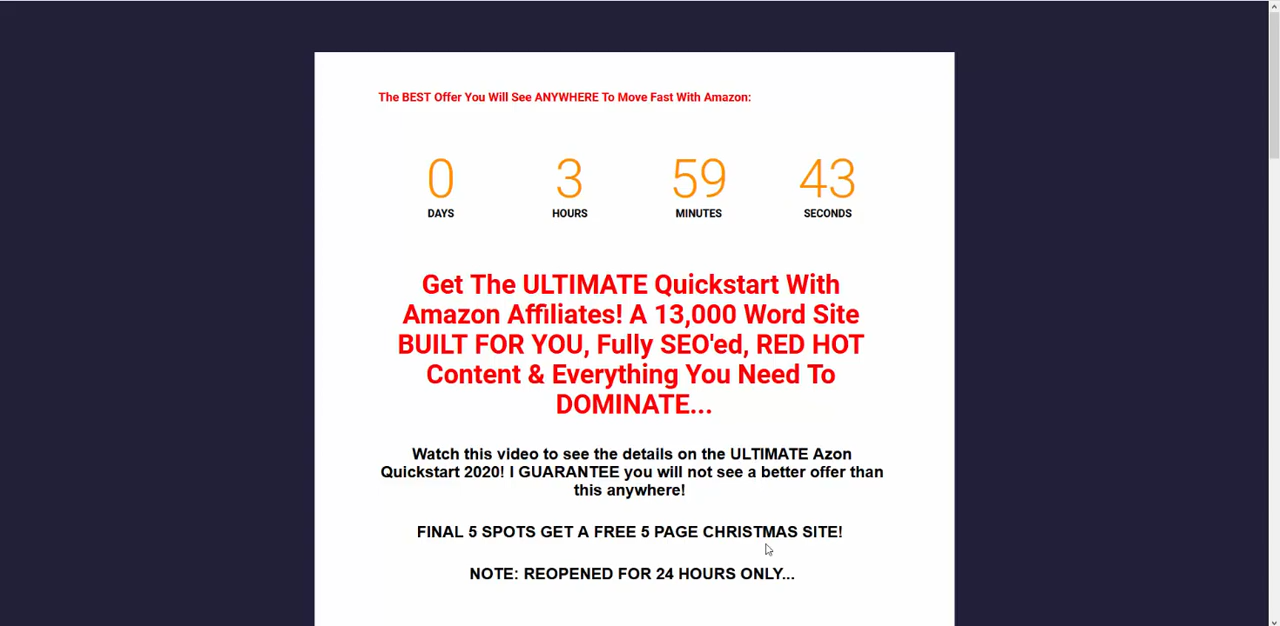 The BEST Offer You Will See ANYWHERE To Move Fast With Amazon:
0 3 59 43
DAYS HOURS MINUTES SECONDS
Get The ULTIMATE Quickstart With
Amazon Affiliates! A 13,000 Word Site
BUILT FOR YOU, Fully SEO'ed, RED HOT
Content & Everything You Need To
DOMINATE...
Watch this video to see the details on the ULTIMATE Azon
Quickstart 2020! I GUARANTEE you will not see a better offer than
this anywhere!
FINAL 5 SPOTS GET A FREE 5 PAGE CHRISTMAS SITE!
NOTE: REOPENED FOR 24 HOURS ONLY...